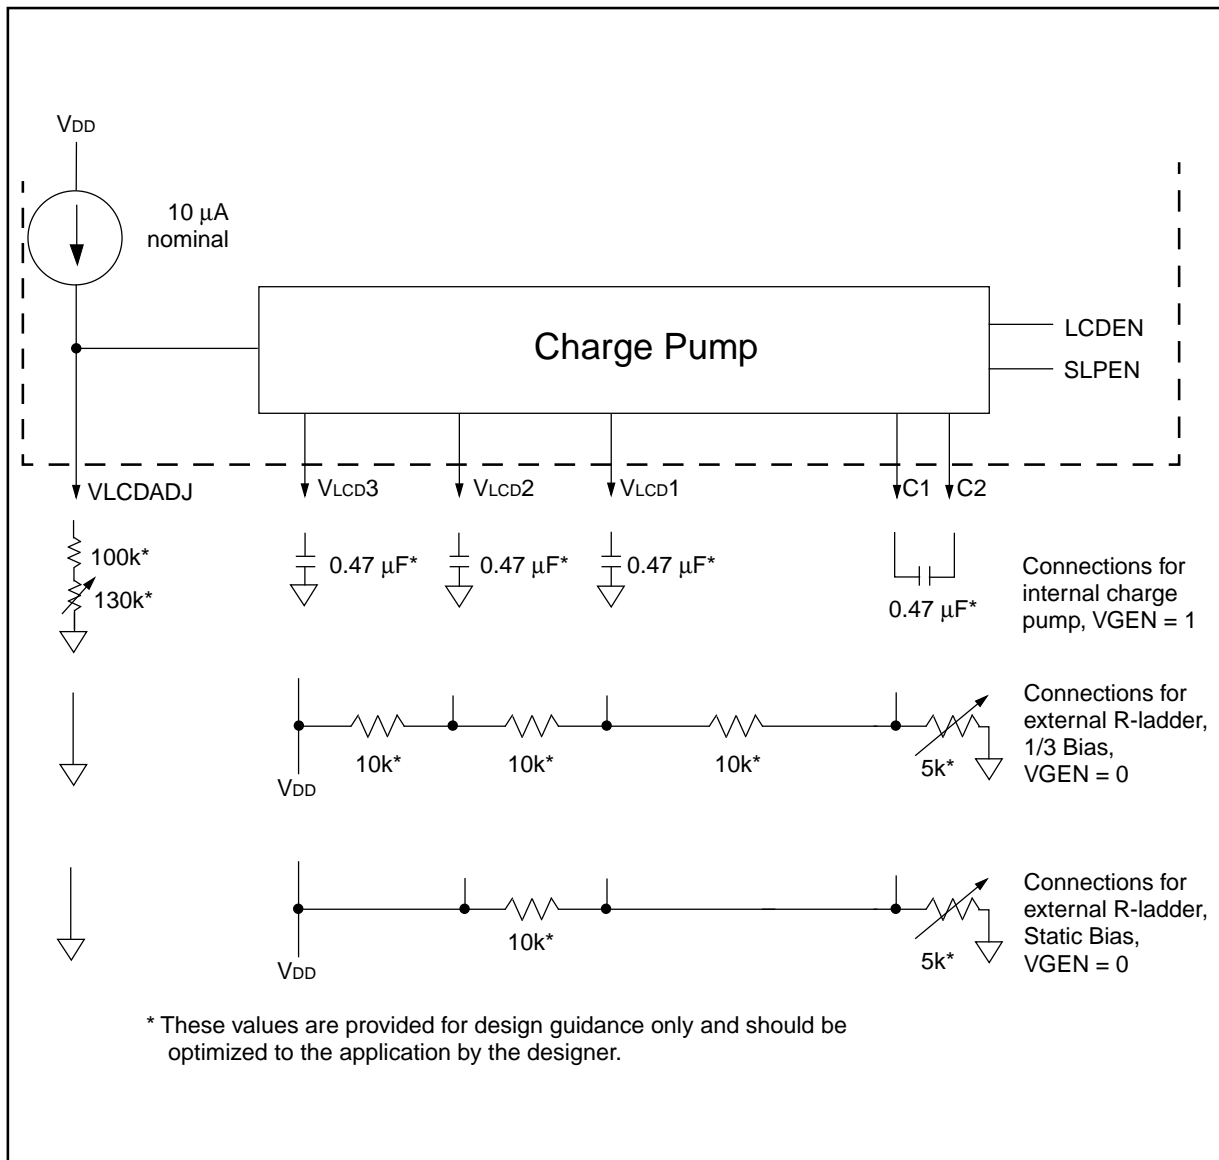 VDD
10 μA
nominal
Charge Pump
LCDEN
SLPEN
VLCDADJ
VLCD3
VLCD2
VLCD1
C1
C2
100k*
130k*
0.47 μF*
0.47 μF*
0.47 μF*
0.47 μF*
Connections for
internal charge
pump, VGEN = 1
10k*
10k*
10k*
5k*
VDD
Connections for
external R-ladder,
1/3 Bias,
VGEN = 0
10k*
5k*
VDD
Connections for
external R-ladder,
Static Bias,
VGEN = 0
* These values are provided for design guidance only and should be
optimized to the application by the designer.